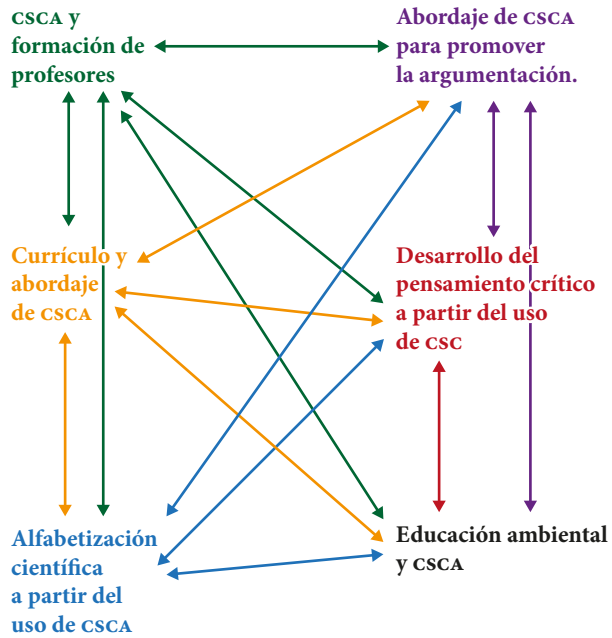 CSCA y
formación de
profesores
Abordaje de CSCA
para promover
la argumentación.
Currículo y
abordaje
de CSCA
Desarrollo del
pensamiento crítico
a partir del uso
de CSC
Alfabetización
científica
a partir del
uso de CSCA
Educación ambiental
y CSCA